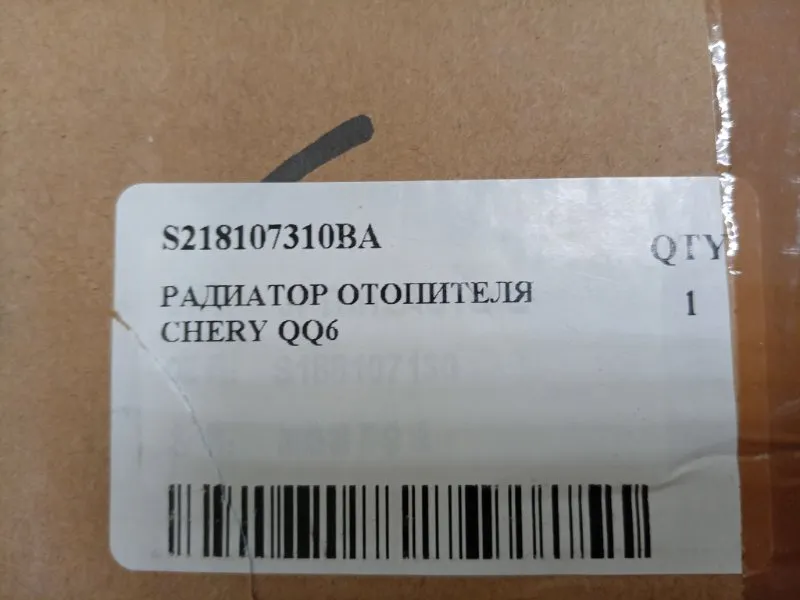 S218107310BA
QTY
РАДИАТОР ОТОПИТЕЛЯ
1
CHERY QQ6